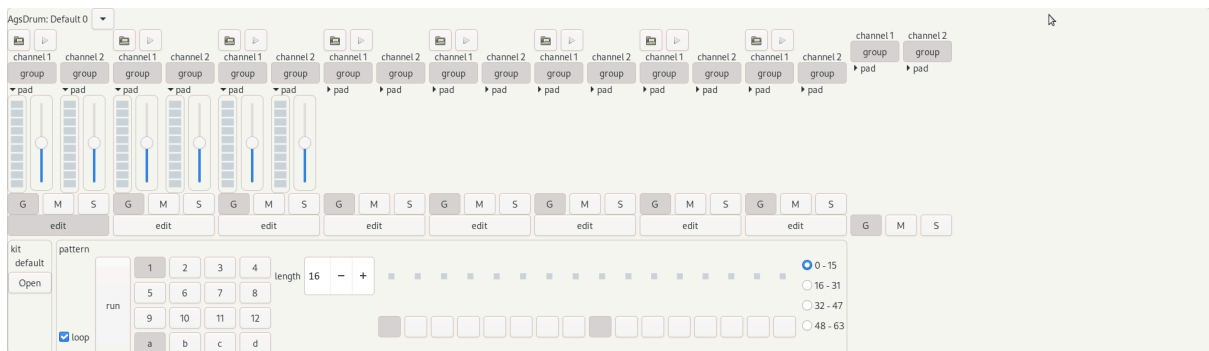 AgsDrum: Default 0
channel 1 channel 2 channel 1 channel 2 channel 1 channel 2 channel 1 channel 2 channel 1 channel 2 channel 1 channel 2 channel 1 channel 2 channel 1 channel 2 channel 1 channel 2
group group group group group group group group group group group group group group group group group group
pad pad pad pad pad pad pad pad pad pad pad pad pad pad pad pad pad pad
G M S G M S G M S G M S G M S G M S G M S G M S
edit edit edit edit edit edit edit edit G M S
kit
default
Open
pattern
loop
run
1 2 3 4
5 6 7 8
9 10 11 12
a b c d
length 16 − +
0 - 15
16 - 31
32 - 47
48 - 63